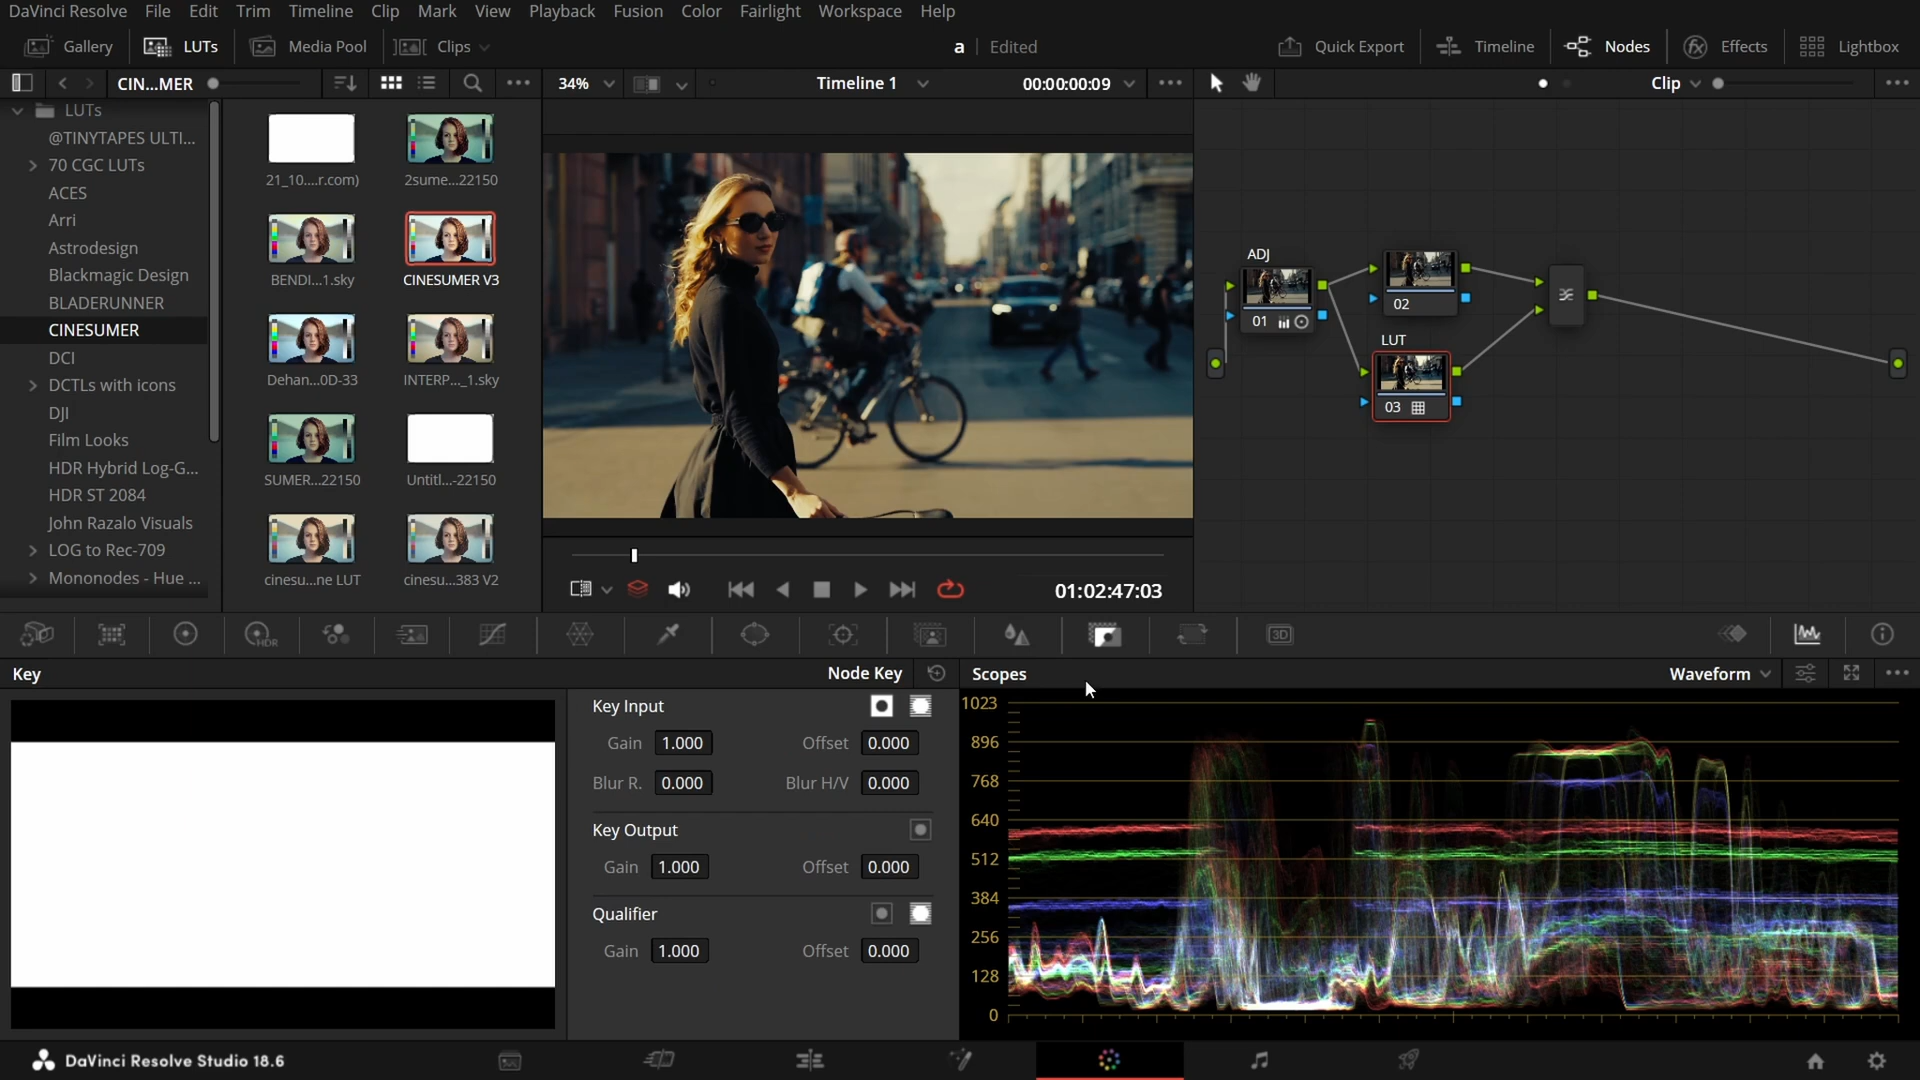 DaVinci Resolve File Edit Trim Timeline Clip Mark View Playback Fusion Color Fairlight Workspace Help
Gallery LUTs Media Pool Clips a Edited Quick Export Timeline Nodes Effects Lightbox
CIN...MER 34% Timeline 1 00:00:00:09 Clip
LUTs
@TINYTAPES ULTI...
70 CGC LUTs
ACES
Arri
Astrodesign
Blackmagic Design
BLADERUNNER
CINESUMER
DCI
DCTLs with icons
DJI
Film Looks
HDR Hybrid Log-G...
HDR ST 2084
John Razalo Visuals
LOG to Rec-709
Mononodes - Hue ...
21_10....r.com) 2sume...22150
BENDI...1.sky CINESUMER V3
Dehan...0D-33 INTERP..._1.sky
SUMER...22150 Untitl...-22150
cinesu...ne LUT cinesu...383 V2
01:02:47:03
ADJ
01
02
LUT
03
HDR
3D
Key Node Key
Key Input
Gain 1.000 Offset 0.000
Blur R. 0.000 Blur H/V 0.000
Key Output
Gain 1.000 Offset 0.000
Qualifier
Gain 1.000 Offset 0.000
Scopes Waveform
1023
896
768
640
512
384
256
128
0
DaVinci Resolve Studio 18.6